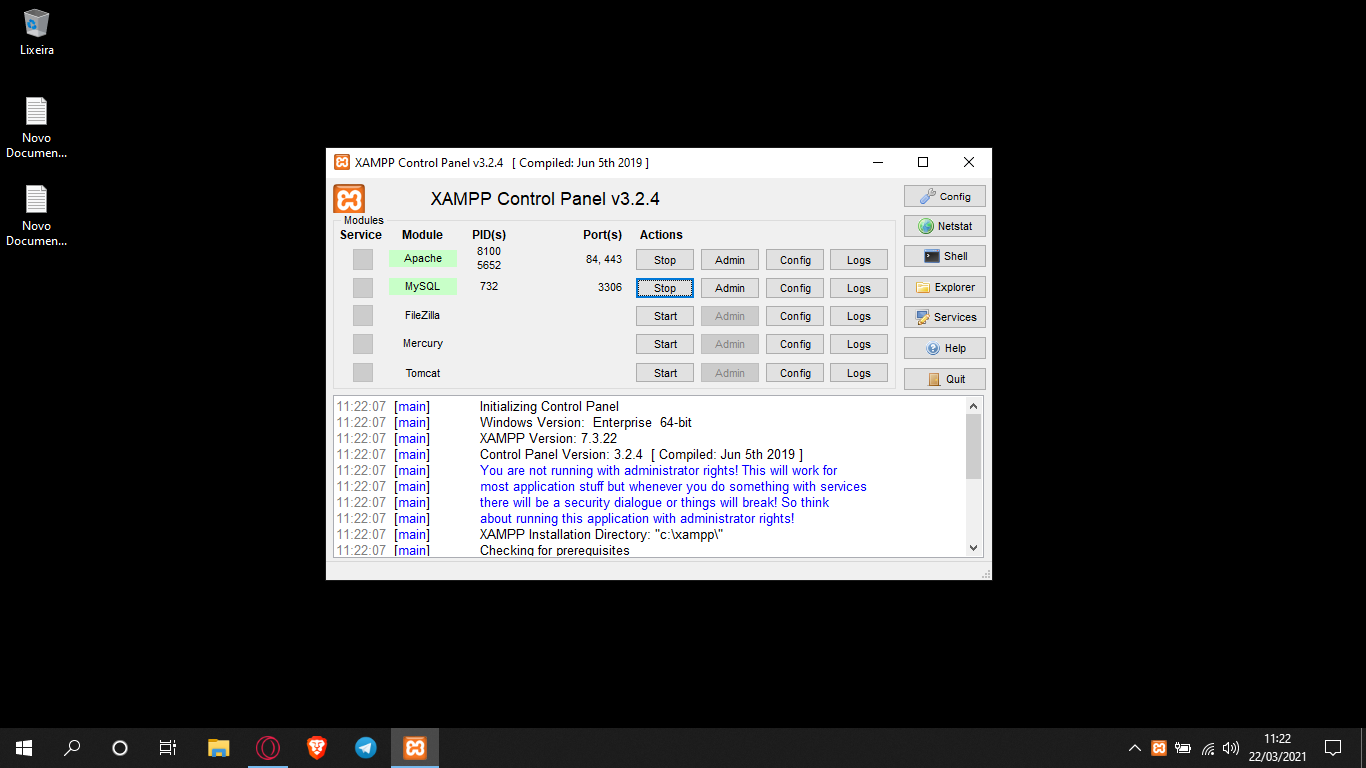 Lixeira
Novo
Documen...
Novo
Documen...
XAMPP Control Panel v3.2.4 [ Compiled: Jun 5th 2019 ]
XAMPP Control Panel v3.2.4
Config
Modules
Service Module PID(s) Port(s) Actions
Netstat
Apache 8100 84, 443 Stop Admin Config Logs
5652
Shell
MySQL 732 3306 Stop Admin Config Logs
Explorer
FileZilla Start Admin Config Logs
Services
Mercury Start Admin Config Logs
Help
Tomcat Start Admin Config Logs
Quit
11:22:07 [main] Initializing Control Panel
11:22:07 [main] Windows Version: Enterprise 64-bit
11:22:07 [main] XAMPP Version: 7.3.22
11:22:07 [main] Control Panel Version: 3.2.4 [ Compiled: Jun 5th 2019 ]
11:22:07 [main] You are not running with administrator rights! This will work for
11:22:07 [main] most application stuff but whenever you do something with services
11:22:07 [main] there will be a security dialogue or things will break! So think
11:22:07 [main] about running this application with administrator rights!
11:22:07 [main] XAMPP Installation Directory: "c:\xampp\"
11:22:07 [main] Checking for prerequisites
11:22
22/03/2021